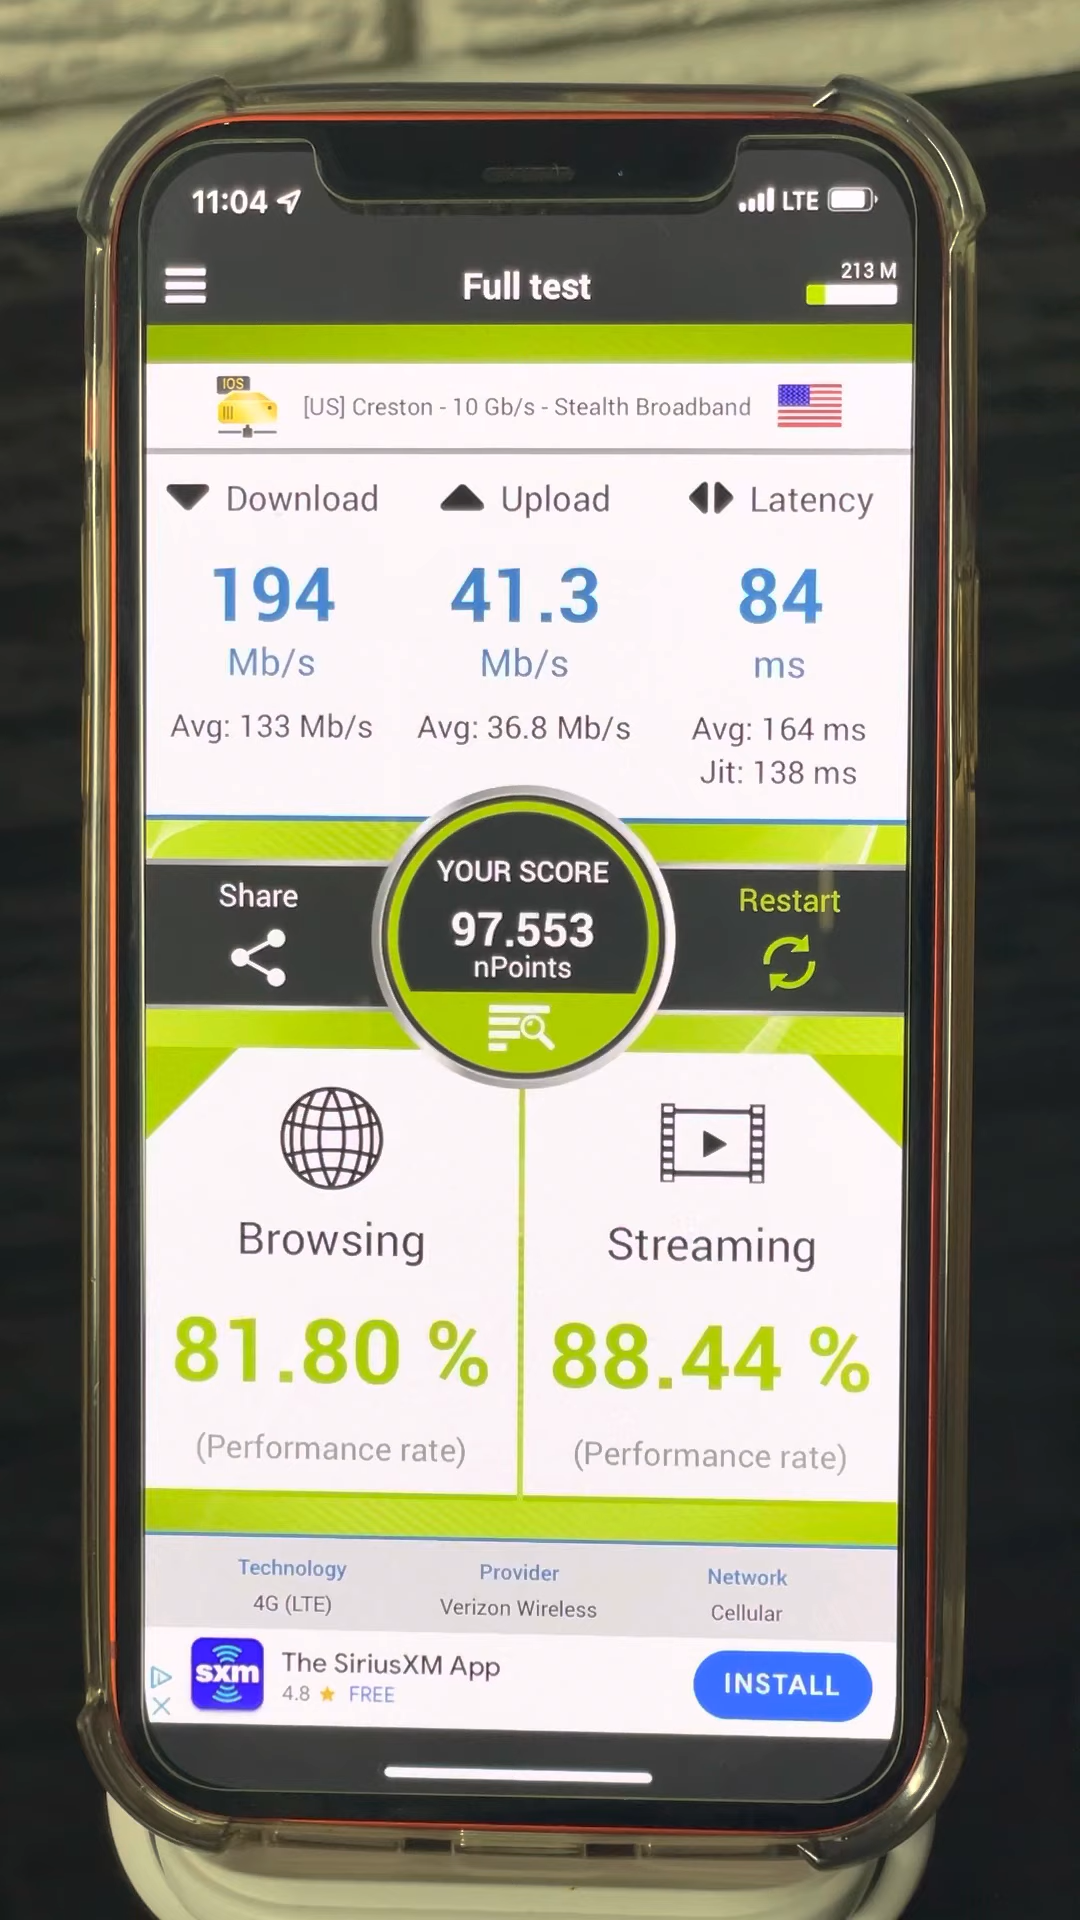 11:04 LTE
Full test 213 M
IOS
[US] Creston - 10 Gb/s - Stealth Broadband
Download Upload Latency
194 41.3 84
Mb/s Mb/s ms
Avg: 133 Mb/s Avg: 36.8 Mb/s Avg: 164 ms
Jit: 138 ms
YOUR SCORE
Share 97.553 Restart
nPoints
Browsing Streaming
81.80 % 88.44 %
(Performance rate) (Performance rate)
Technology Provider Network
4G (LTE) Verizon Wireless Cellular
sxm The SiriusXM App INSTALL
4.8 ★ FREE